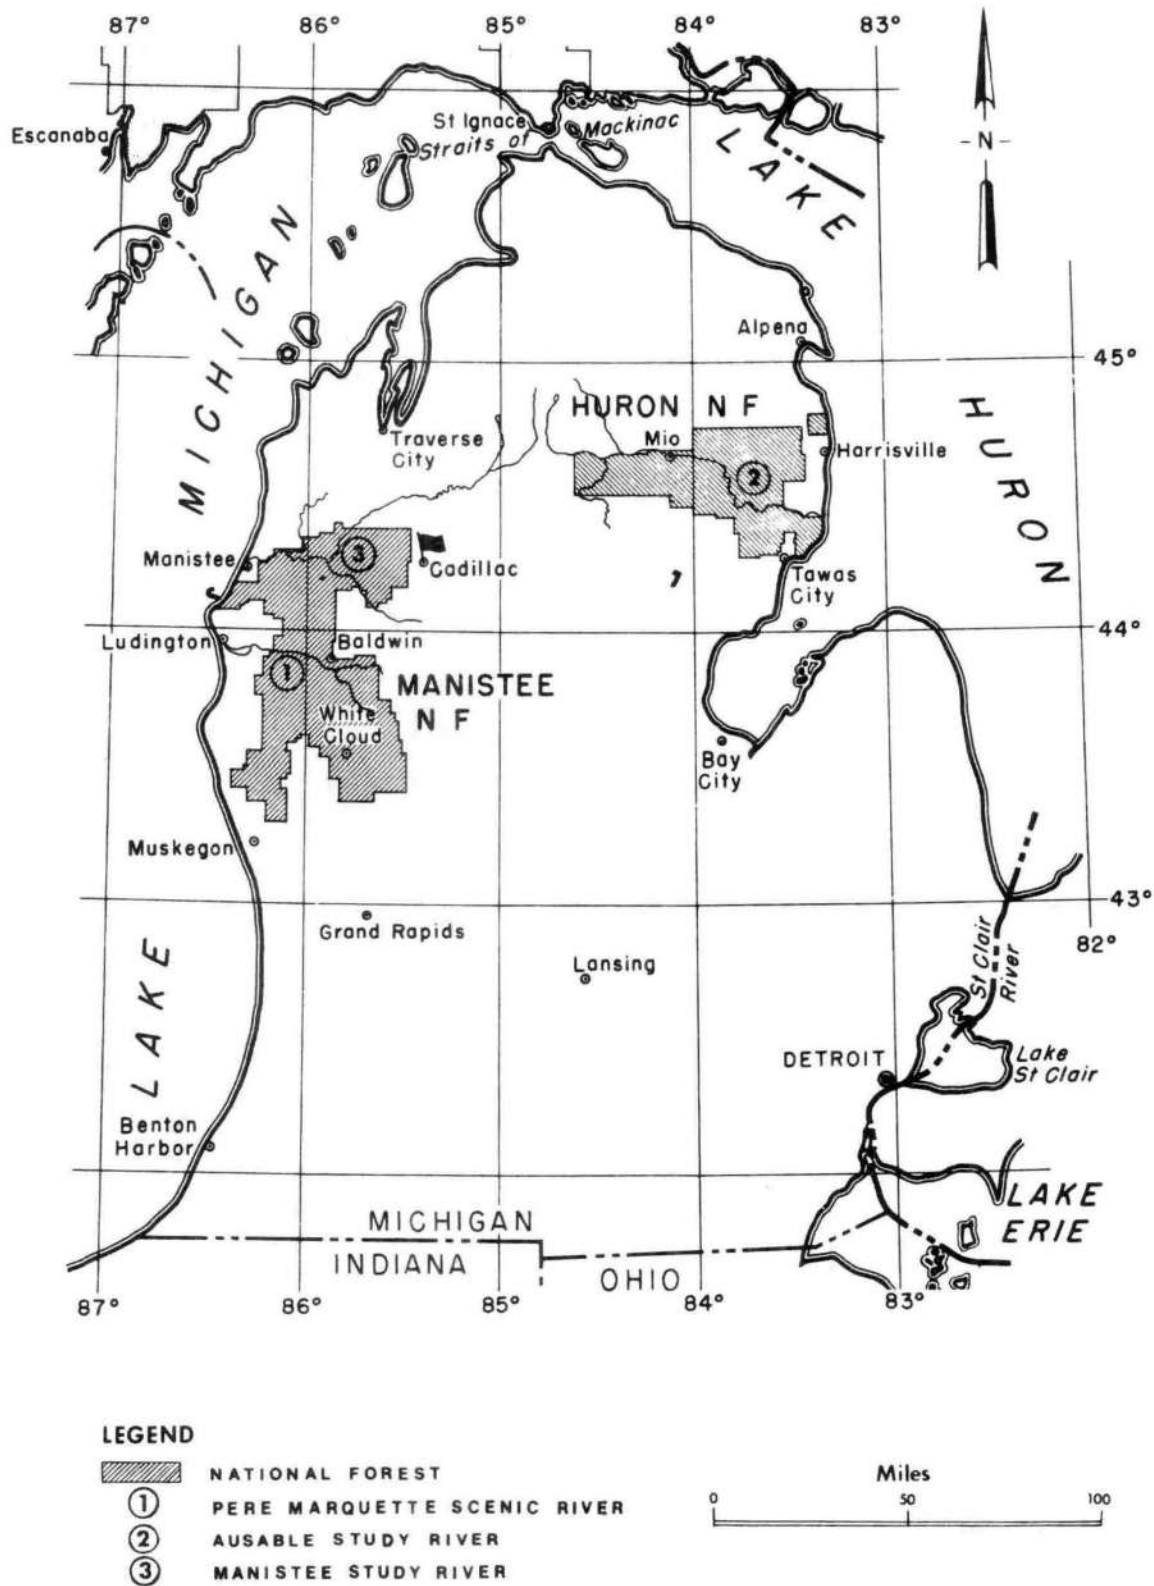 87° 86° 85° 84° 83°
Escanaba
St Ignace
Straits of Mackinac
-N-
LAKE HURON
LAKE MICHIGAN
Alpena
45°
HURON N F
Mio
Traverse
City
2
Harrisville
Manistee
3
Cadillac
Tawas
City
44°
Ludington
Baldwin
1
MANISTEE
N F
White
Cloud
Bay
City
Muskegon
43°
Grand Rapids
82°
Lansing
St Clair
River
DETROIT
Lake
St Clair
Benton
Harbor
LAKE
ERIE
MICHIGAN
INDIANA
OHIO
87° 86° 85° 84° 83°
LEGEND
NATIONAL FOREST
1 PERE MARQUETTE SCENIC RIVER
2 AUSABLE STUDY RIVER
3 MANISTEE STUDY RIVER
Miles
0 50 100